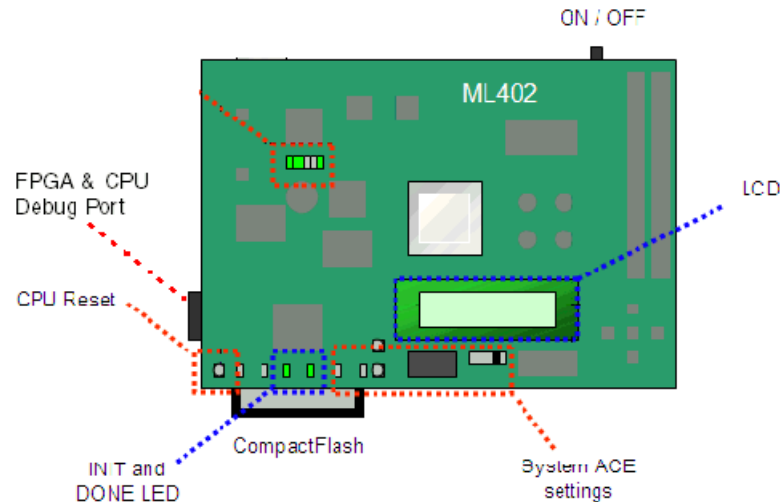 ON / OFF
ML402
FPGA & CPU
Debug Port
LCD
CPU Reset
CompactFlash
INIT and
DONE LED
System ACE
settings